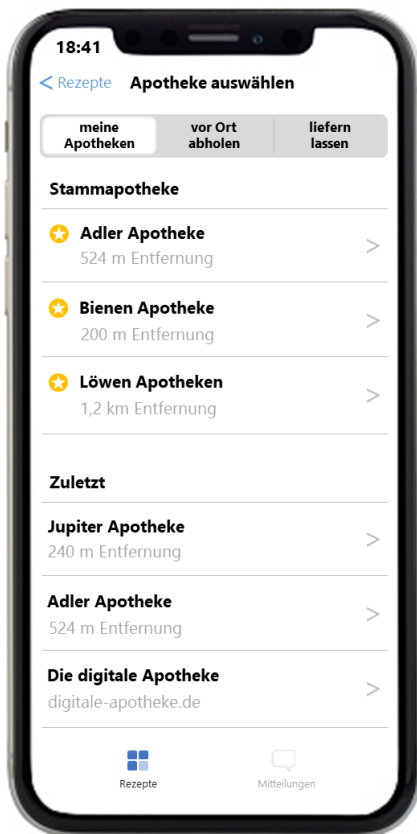 18:41
< Rezepte Apotheke auswählen
meine Apotheken
vor Ort abholen
liefern lassen
Stammapotheke
Adler Apotheke
524 m Entfernung
Bienen Apotheke
200 m Entfernung
Löwen Apotheken
1,2 km Entfernung
Zuletzt
Jupiter Apotheke
240 m Entfernung
Adler Apotheke
524 m Entfernung
Die digitale Apotheke
digitale-apotheke.de
Rezepte
Mitteilungen